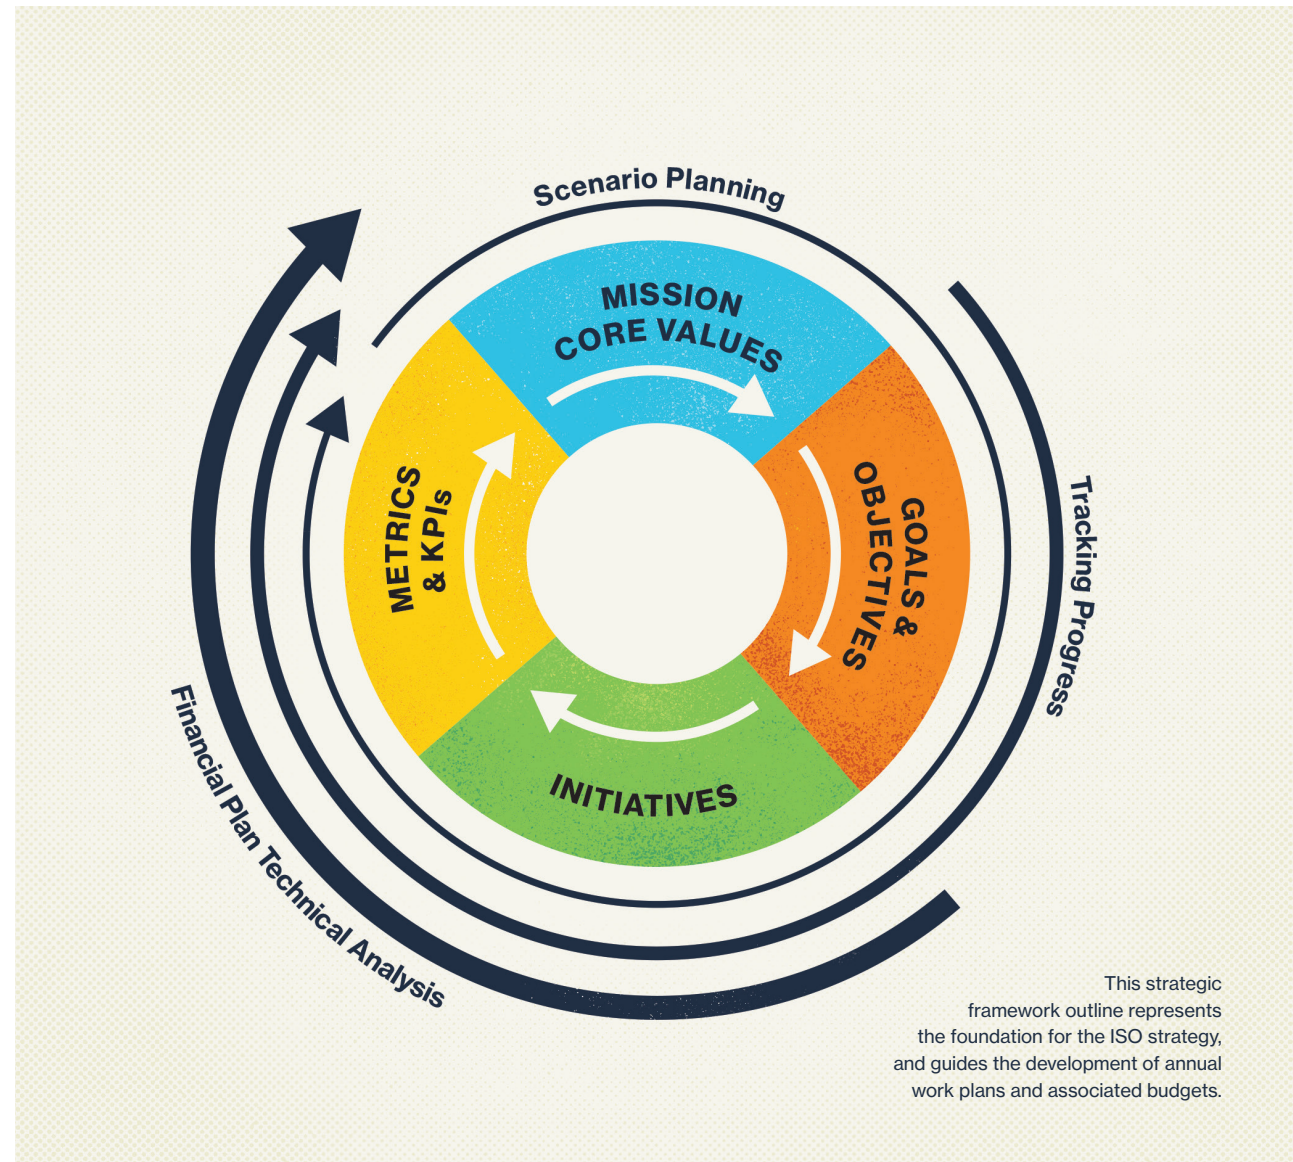 Scenario Planning
MISSION
CORE VALUES
GOALS &
OBJECTIVES
Tracking Progress
INITIATIVES
METRICS
& KPIs
Financial Plan Technical Analysis
This strategic
framework outline represents
the foundation for the ISO strategy,
and guides the development of annual
work plans and associated budgets.